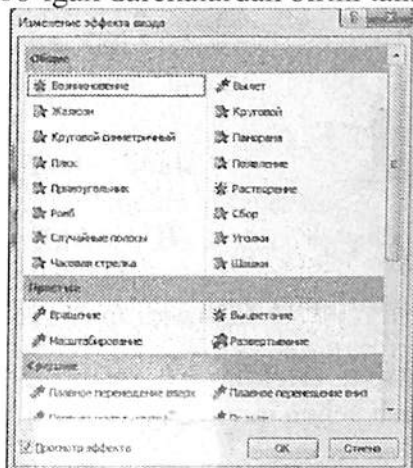 Изменение эффекта входа
Общие
Возникновение Вылет
Жалюзи Круговой
Круговой симметричный Панорама
Плюс Появление
Прямоугольник Растворение
Ромб Сбор
Случайные полосы Уголки
Часовая стрелка Шашки
Простые
Вращение Выцветание
Масштабирование Развертывание
Средние
Плавное перемещение вверх Плавное перемещение вниз
Просмотр эффекта ОК Отмена